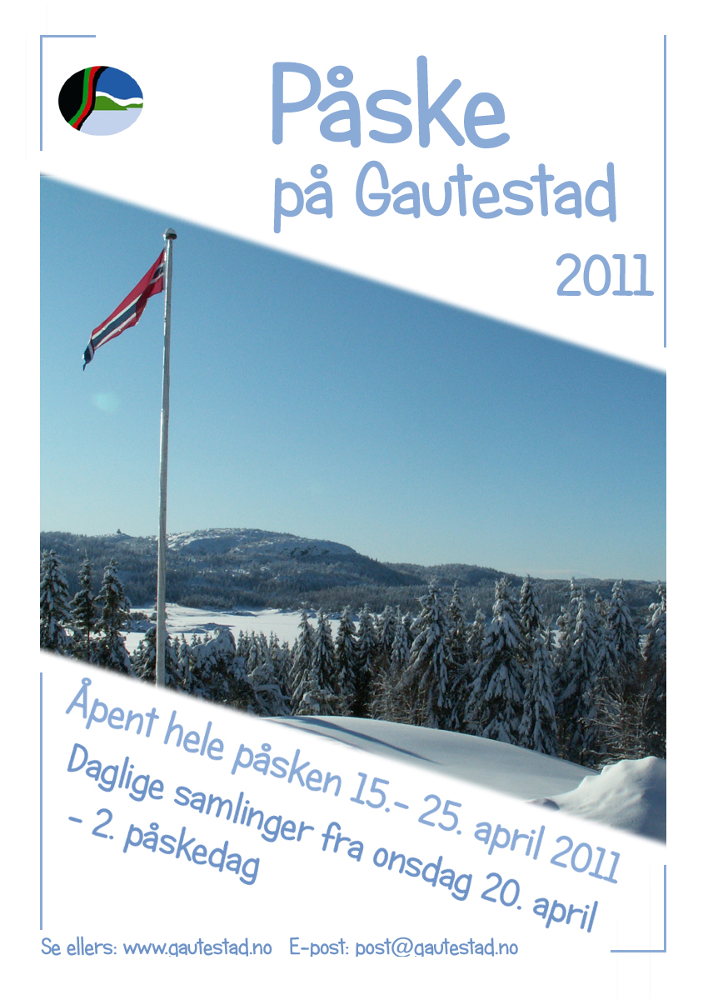 Påske
på Gautestad
2011
Åpent hele påsken 15.- 25. april 2011
Daglige samlinger fra onsdag 20. april
- 2. påskedag
Se ellers: www.gautestad.no E-post: post@gautestad.no